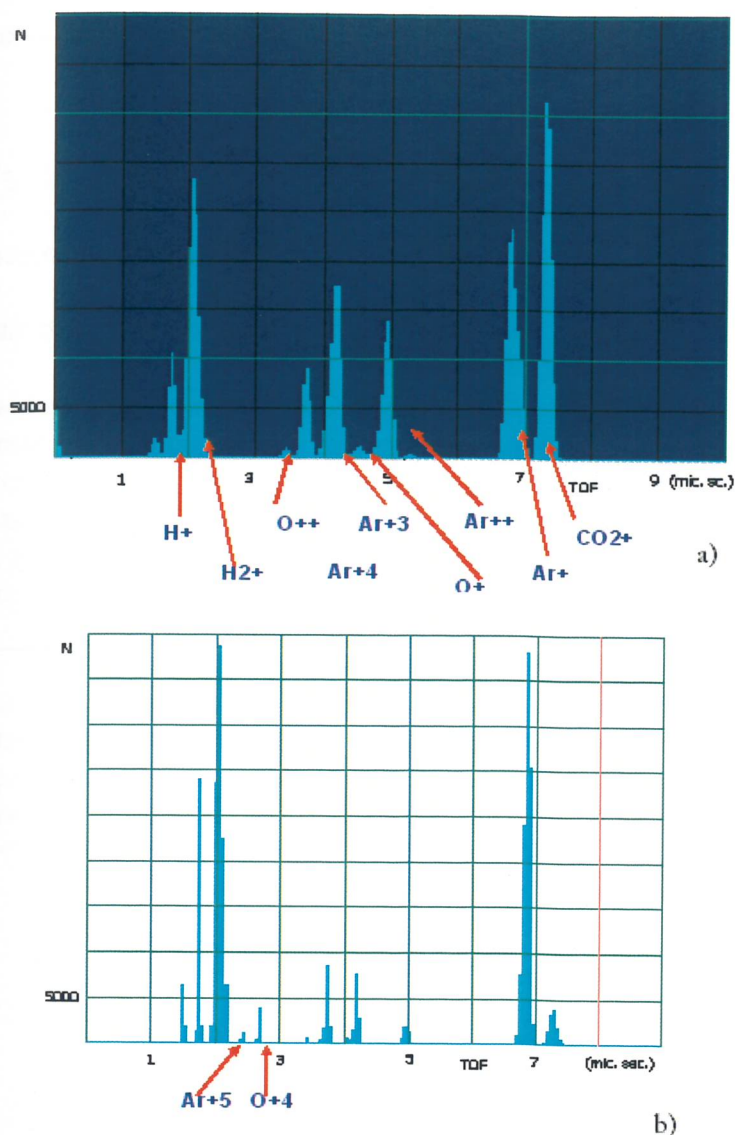 N
5000
1 3 5 7 TOF 9 (mic. sc.)
H+ O++ Ar+3 Ar++ CO2+
H2+ Ar+4 O+ Ar+
a)
N
5000
1 3 5 TOF 7 (mic. sec.)
Ar+5 O+4
b)